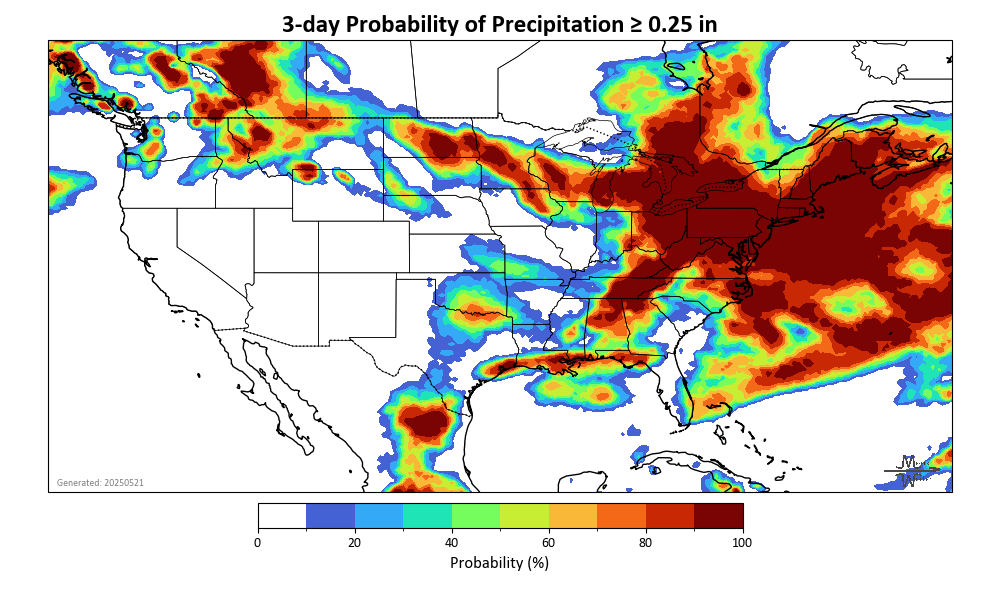 3-day Probability of Precipitation ≥ 0.25 in
Generated: 20250521
0 20 40 60 80 100
Probability (%)